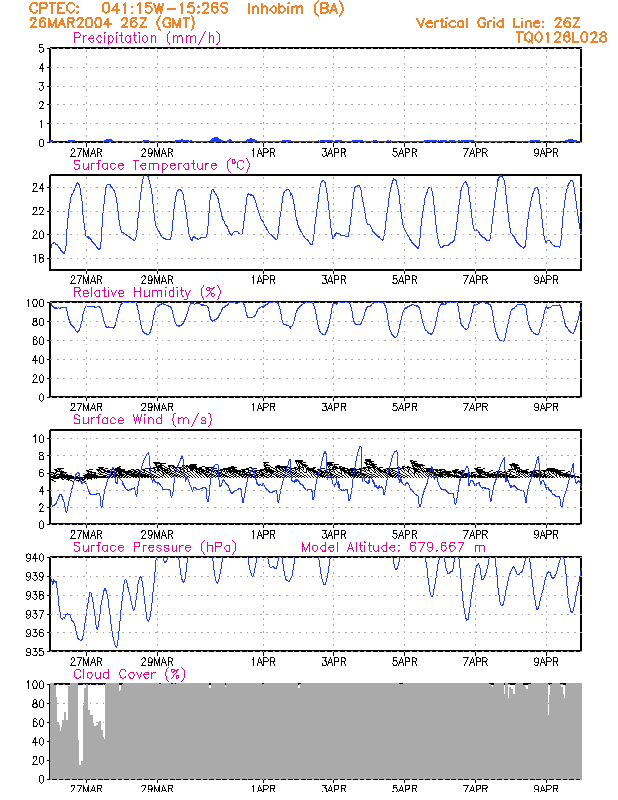 CPTEC: 041:15W-15:26S Inhobim (BA)
26MAR2004 26Z (GMT) Vertical Grid Line: 26Z
Precipitation (mm/h) TQ0126L028
5
4
3
2
1
0
27MAR 29MAR 1APR 3APR 5APR 7APR 9APR
Surface Temperature (ºC)
24
22
20
18
27MAR 29MAR 1APR 3APR 5APR 7APR 9APR
Relative Humidity (%)
100
80
60
40
20
0
27MAR 29MAR 1APR 3APR 5APR 7APR 9APR
Surface Wind (m/s)
10
8
6
4
2
0
27MAR 29MAR 1APR 3APR 5APR 7APR 9APR
Surface Pressure (hPa) Model Altitude: 679.667 m
940
939
938
937
936
935
27MAR 29MAR 1APR 3APR 5APR 7APR 9APR
Cloud Cover (%)
100
80
60
40
20
0
27MAR 29MAR 1APR 3APR 5APR 7APR 9APR